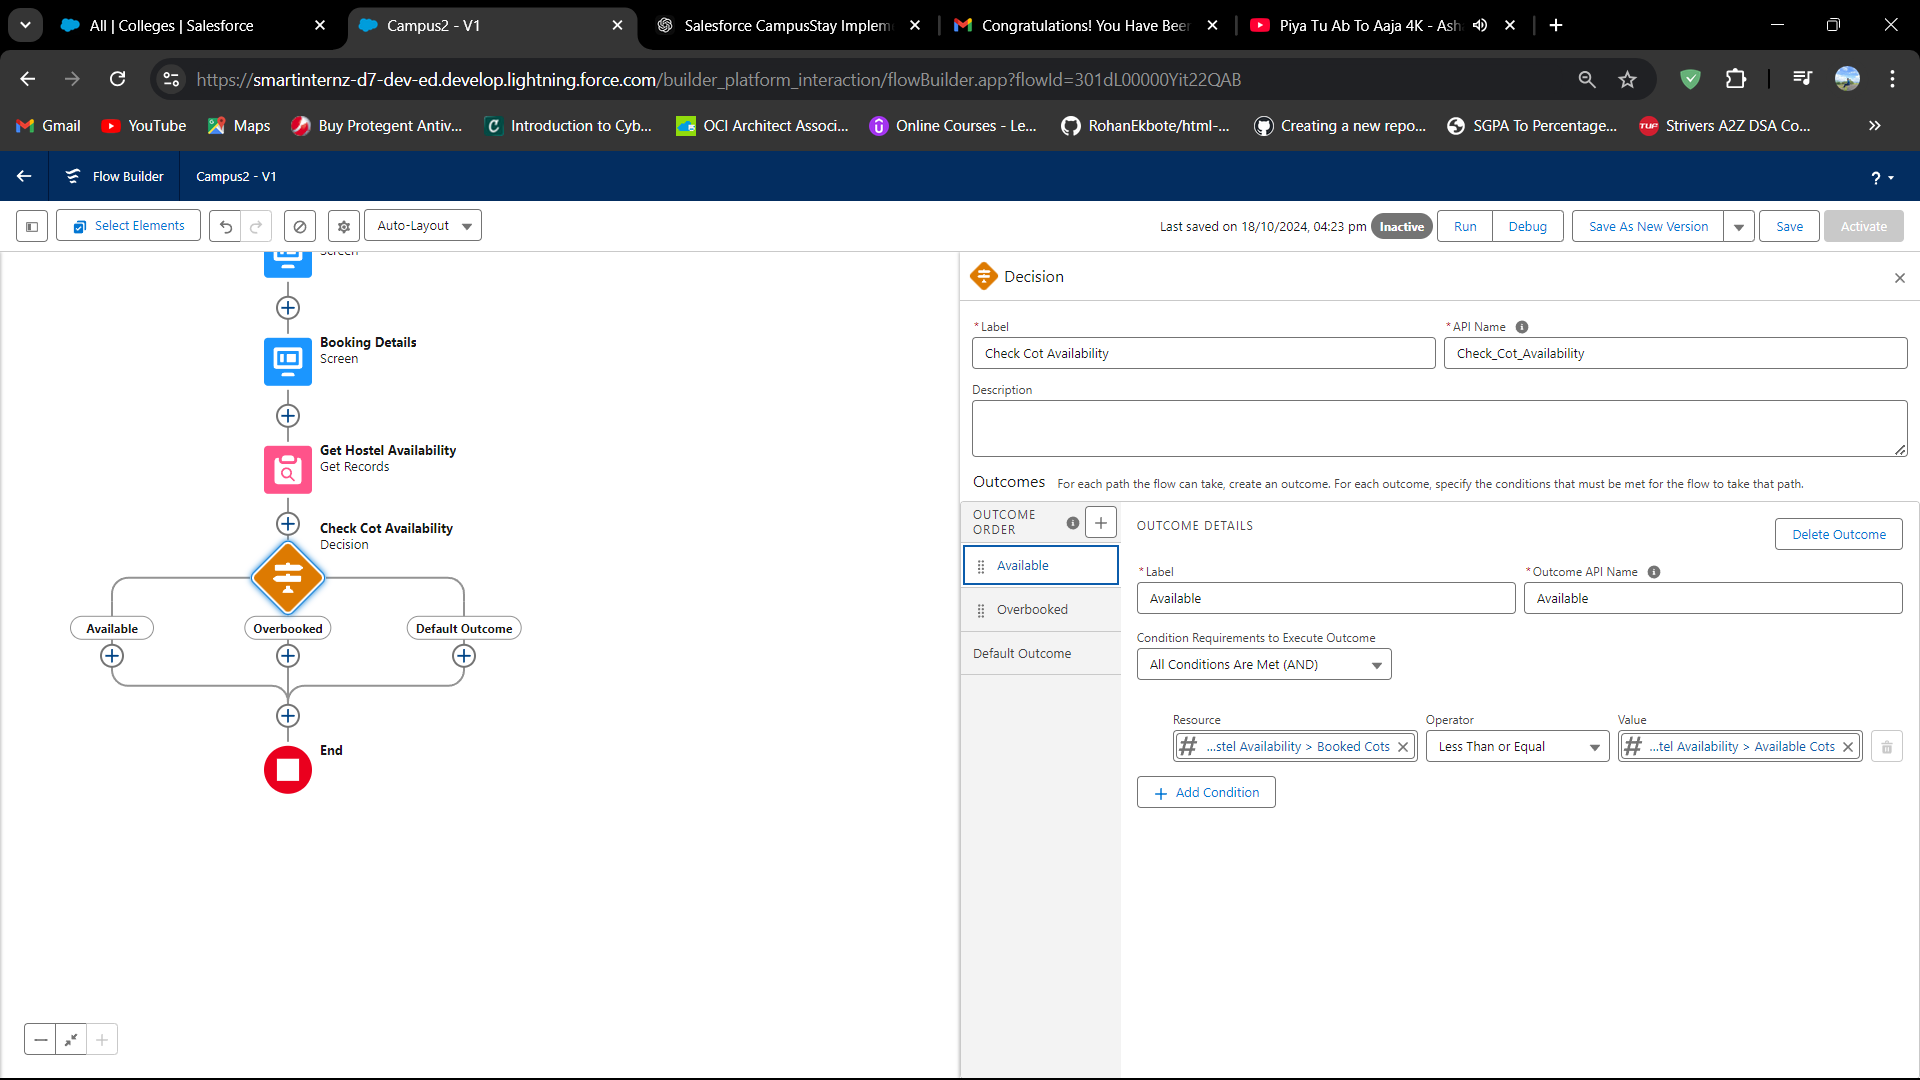 All | Colleges | Salesforce
Campus2 - V1
Salesforce CampusStay Implem
Congratulations! You Have Beer
Piya Tu Ab To Aaja 4K - Ash
https://smartinternz-d7-dev-ed.develop.lightning.force.com/builder_platform_interaction/flowBuilder.app?flowId=301dL00000Yit22QAB
Gmail
YouTube
Maps
Buy Protegent Antiv...
Introduction to Cyb...
OCI Architect Associ...
Online Courses - Le...
RohanEkbote/html-...
Creating a new repo...
SGPA To Percentage...
Strivers A2Z DSA Co...
Flow Builder
Campus2 - V1
?
Select Elements
Auto-Layout
Last saved on 18/10/2024, 04:23 pm
Inactive
Run
Debug
Save As New Version
Save
Activate
Screen
Booking Details
Screen
Get Hostel Availability
Get Records
Check Cot Availability
Decision
Available
Overbooked
Default Outcome
End
Decision
* Label
Check Cot Availability
* API Name
Check_Cot_Availability
Description
Outcomes For each path the flow can take, create an outcome. For each outcome, specify the conditions that must be met for the flow to take that path.
OUTCOME
ORDER
Available
Overbooked
Default Outcome
OUTCOME DETAILS
Delete Outcome
* Label
Available
* Outcome API Name
Available
Condition Requirements to Execute Outcome
All Conditions Are Met (AND)
Resource
...stel Availability > Booked Cots
Operator
Less Than or Equal
Value
...tel Availability > Available Cots
Add Condition